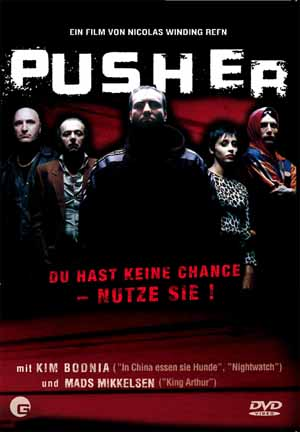 EIN FILM VON NICOLAS WINDING REFN
PUSHER
DU HAST KEINE CHANCE
– NUTZE SIE !
mit KIM BODNIA ("In China essen sie Hunde", "Nightwatch")
und MADS MIKKELSEN ("King Arthur")
G
DVD
VIDEO